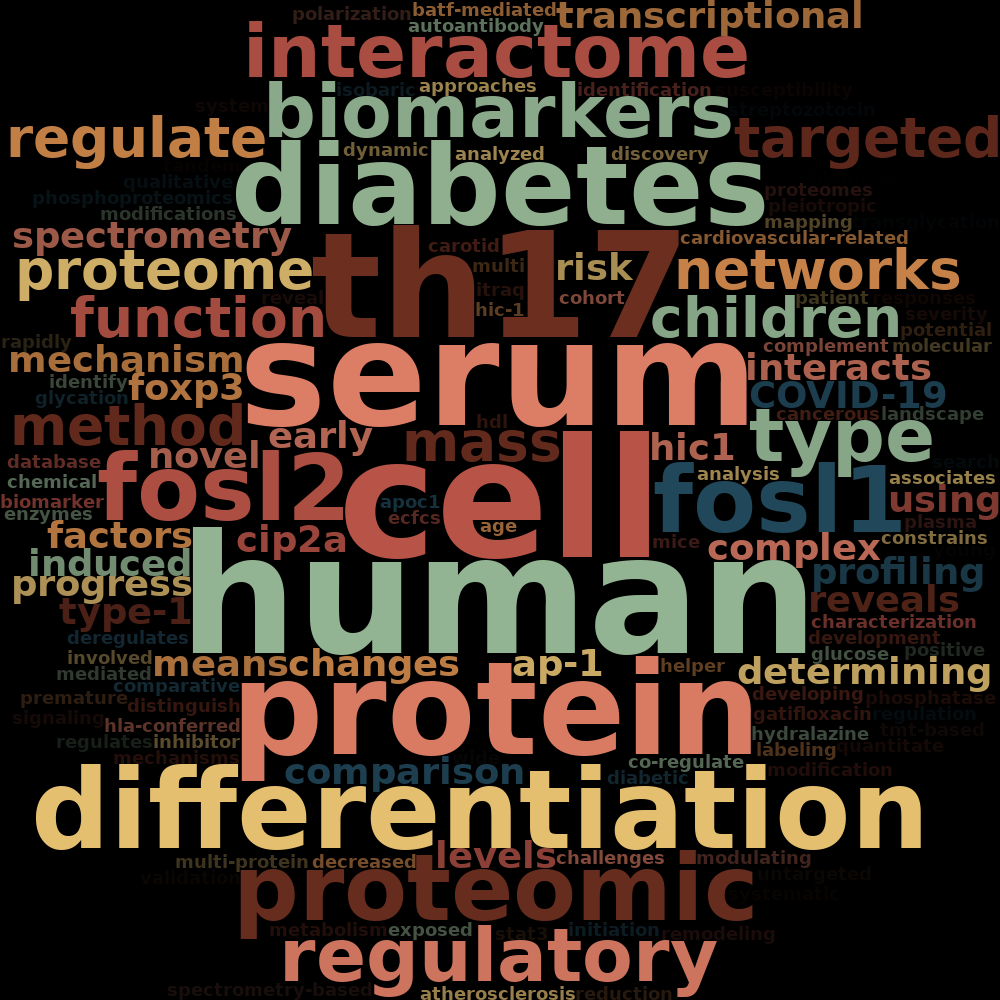 polarization batf-mediated transcriptional
autoantibody
interactome
isobaric approaches identification susceptibility
system biomarkers streptozotocin
regulate targeted
dynamic analyzed discovery
diabetes
qualitative proteomes
phosphoproteomics pleiotropic
modifications mapping transglycation
spectrometry carotid cardiovascular-related
proteome th17 multi risk networks
itraq
reveal cohort patient responses
function hic-1 children severity
potential
rapidly complement molecular
mechanism serum interacts
identify foxp3 COVID-19
glycation
method hdl cancerous landscape
early mass type
novel hic1
database search
chemical fosl2 cell analysis associates
biomarker apoc1 fosl1 using
enzymes ecfcs plasma
factors cip2a age mice complex constrains
young
induced human profiling
progress reveals
type-1 characterization
deregulates development
involved glucose positive
mediated means changes ap-1 helper determining
comparative
premature distinguish protein developing phosphatase
signaling gatifloxacin regulation
hla-conferred hydralazine tmt-based
regulates inhibitor labeling quantitate
mechanisms co-regulate
wide
comparison diabetic modification
differentiation
multi-protein decreased levels challenges modulating
validation proteomic untargeted
systematic
metabolism exposed stat3 initiation remodeling
regulatory
spectrometry-based atherosclerosis reduction